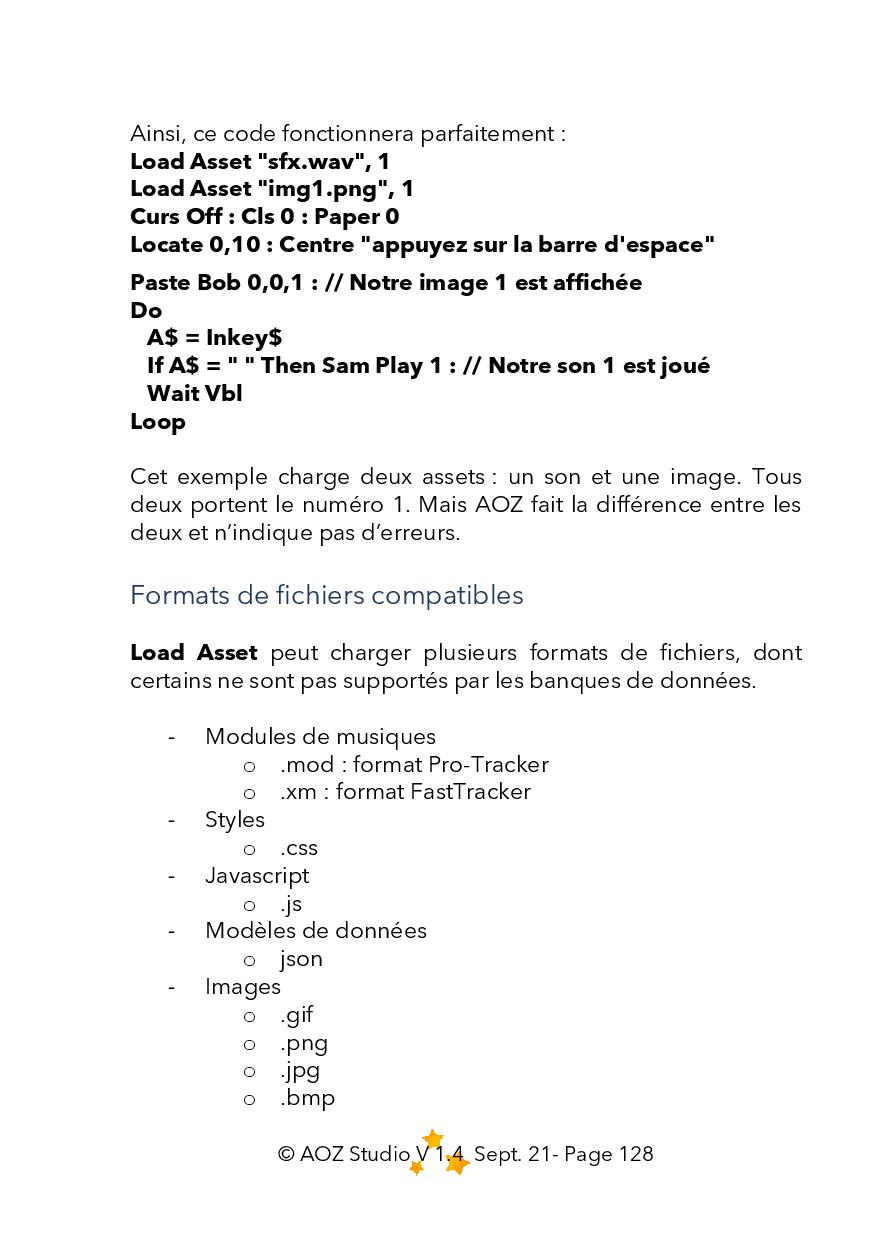 Ainsi, ce code fonctionnera parfaitement :
Load Asset "sfx.wav", 1
Load Asset "img1.png", 1
Curs Off : Cls 0 : Paper 0
Locate 0,10 : Centre "appuyez sur la barre d'espace"
Paste Bob 0,0,1 : // Notre image 1 est affichée
Do
A$ = Inkey$
If A$ = " " Then Sam Play 1 : // Notre son 1 est joué
Wait Vbl
Loop
Cet exemple charge deux assets : un son et une image. Tous
deux portent le numéro 1. Mais AOZ fait la différence entre les
deux et n’indique pas d’erreurs.
Formats de fichiers compatibles
Load Asset peut charger plusieurs formats de fichiers, dont
certains ne sont pas supportés par les banques de données.
- Modules de musiques
o .mod : format Pro-Tracker
o .xm : format FastTracker
- Styles
o .css
- Javascript
o .js
- Modèles de données
o json
- Images
o .gif
o .png
o .jpg
o .bmp
© AOZ Studio V 1.4 Sept. 21- Page 128